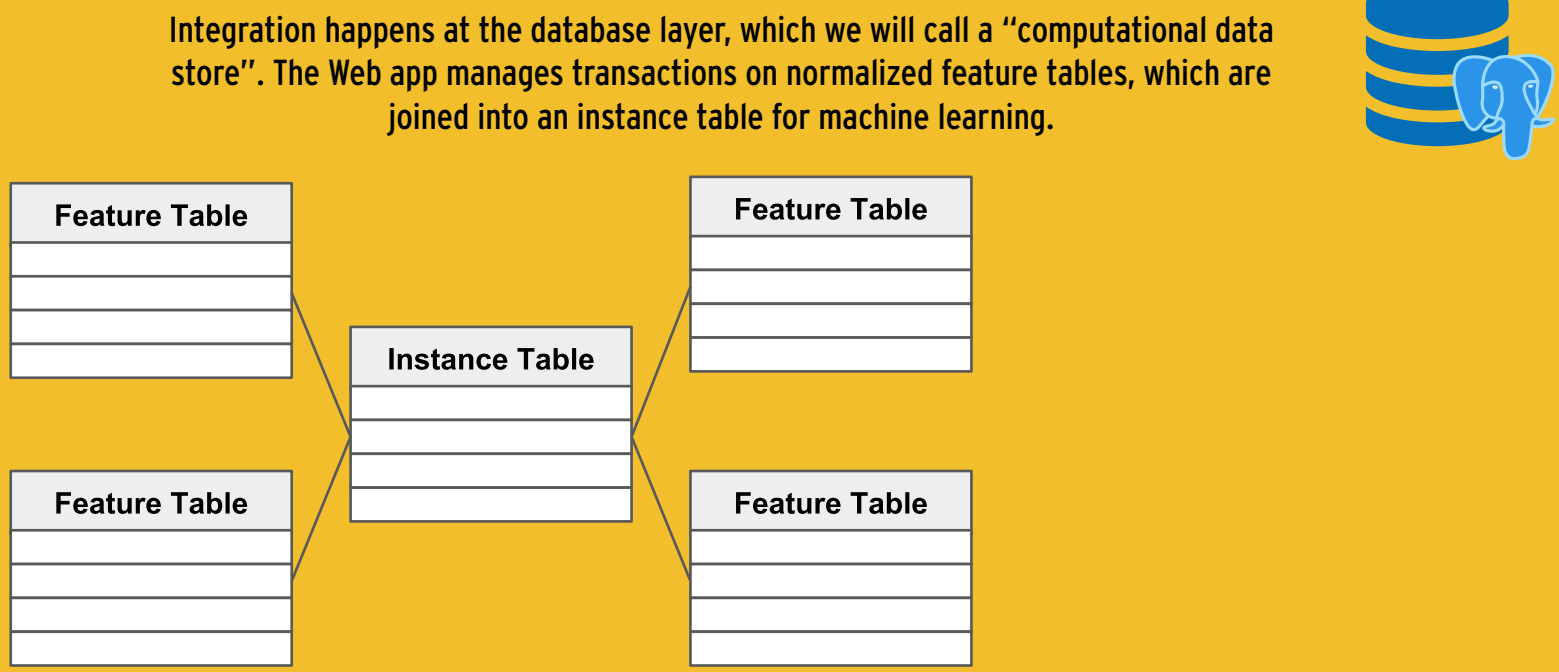 Integration happens at the database layer, which we will call a “computational data
store”. The Web app manages transactions on normalized feature tables, which are
joined into an instance table for machine learning.
Feature Table
Feature Table
Instance Table
Feature Table
Feature Table